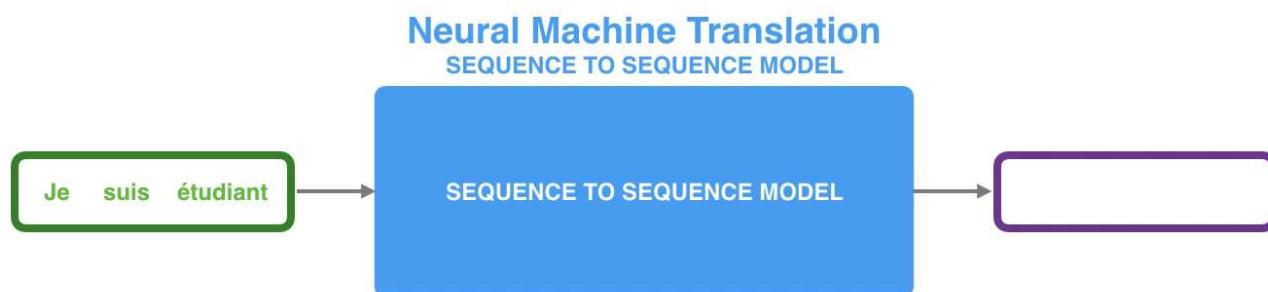 Neural Machine Translation
SEQUENCE TO SEQUENCE MODEL
Je suis étudiant
SEQUENCE TO SEQUENCE MODEL